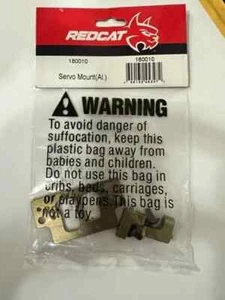 REDCAT
180010
180010
Servo Mount(Al.)
WARNING
To avoid danger of
suffocation, keep this
plastic bag away from
babies and children.
Do not use this bag in
cribs, beds, carriages,
or playpens. This bag is
not a toy.